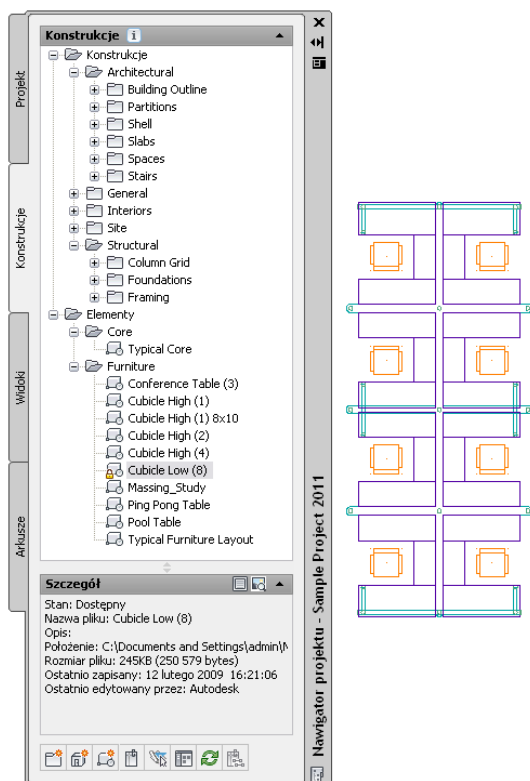 Projekt
Konstrukcje
Widoki
Arkusze
Konstrukcje
Konstrukcje
Architectural
Building Outline
Partitions
Shell
Slabs
Spaces
Stairs
General
Interiors
Site
Structural
Column Grid
Foundations
Framing
Elementy
Core
Typical Core
Furniture
Conference Table (3)
Cubicle High (1)
Cubicle High (1) 8x10
Cubicle High (2)
Cubicle High (4)
Cubicle Low (8)
Massing_Study
Ping Pong Table
Pool Table
Typical Furniture Layout
Szczegół
Stan: Dostępny
Nazwa pliku: Cubicle Low (8)
Opis:
Położenie: C:\Documents and Settings\admin\
Rozmiar pliku: 245KB (250 579 bytes)
Ostatnio zapisany: 12 lutego 2009 16:21:06
Ostatnio edytowany przez: Autodesk
Nawigator projektu - Sample Project 2011